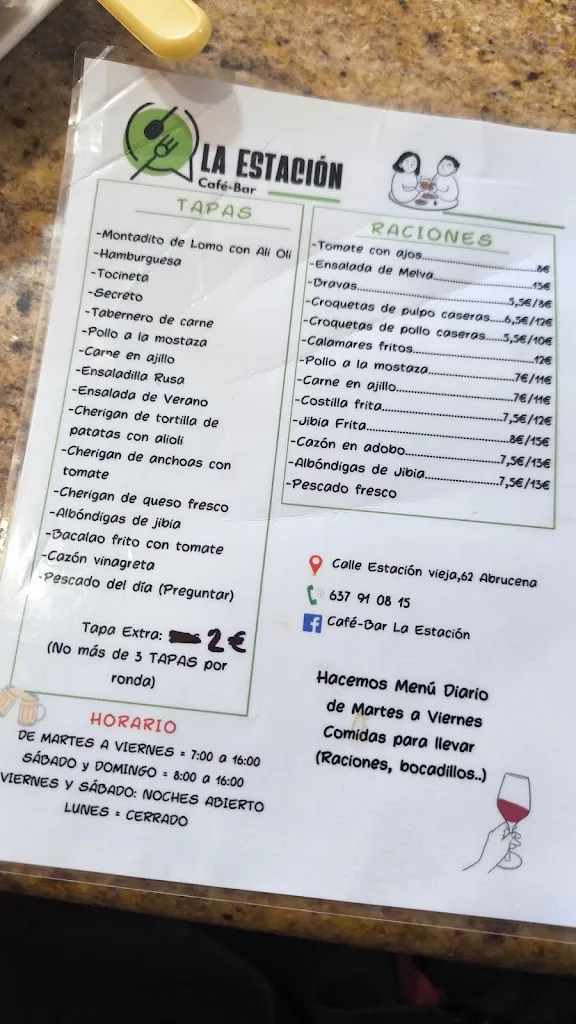 LA ESTACIÓN
Café-Bar
TAPAS
-Montadito de Lomo con Ali Oli
-Hamburguesa
-Tocineta
-Secreto
-Tabernero de carne
-Pollo a la mostaza
-Carne en ajillo
-Ensaladilla Rusa
-Ensalada de Verano
-Cherigan de tortilla de
patatas con alioli
-Cherigan de anchoas con
tomate
-Cherigan de queso fresco
-Albóndigas de jibia
-Bacalao frito con tomate
-Cazón vinagreta
-Pescado del día (Preguntar)
Tapa Extra: 2€
(No más de 3 TAPAS por
ronda)
RACIONES
-Tomate con ajos..........8€
-Ensalada de Melva..........15€
-Bravas..........5,5€/8€
-Croquetas de pulpo caseras....6,5€/12€
-Croquetas de pollo caseras.....5,5€/10€
-Calamares fritos..........12€
-Pollo a la mostaza..........7€/11€
-Carne en ajillo..........7€/11€
-Costilla frita..........7,5€/12€
-Jibia Frita..........8€/15€
-Cazón en adobo..........7,5€/13€
-Albóndigas de Jibia..........7,5€/13€
-Pescado fresco
Calle Estación vieja,62 Abrucena
637 91 08 15
Café-Bar La Estación
Hacemos Menú Diario
de Martes a Viernes
Comidas para llevar
(Raciones, bocadillos..)
HORARIO
DE MARTES A VIERNES = 7:00 a 16:00
SÁBADO y DOMINGO = 8:00 a 16:00
VIERNES Y SÁBADO: NOCHES ABIERTO
LUNES = CERRADO